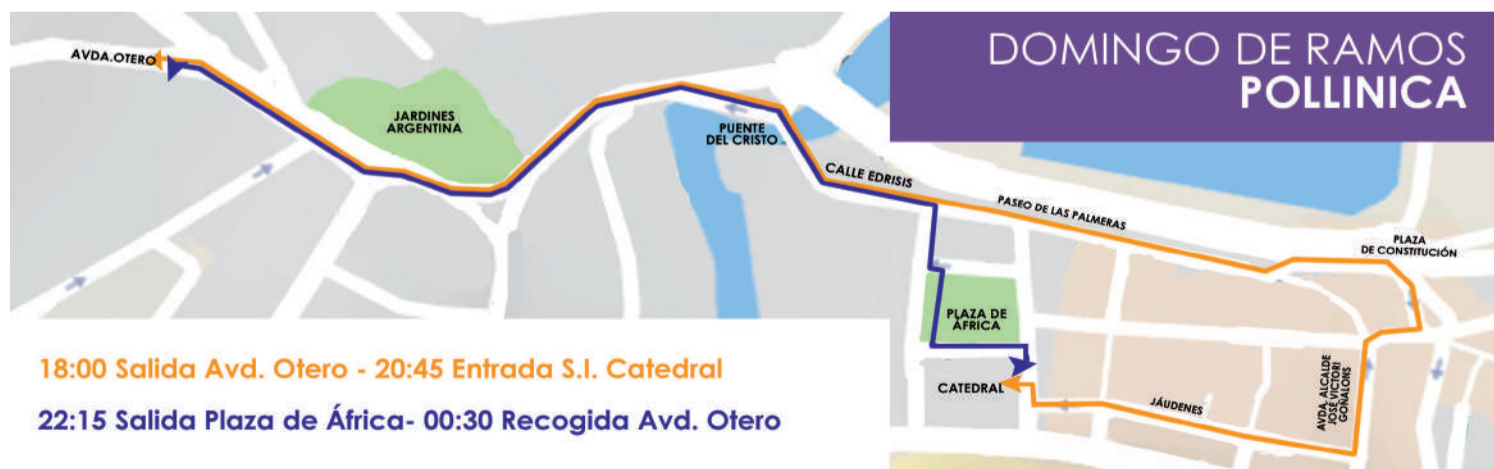 DOMINGO DE RAMOS
POLLINICA
AVDA.OTERO
JARDINES
ARGENTINA
PUENTE
DEL CRISTO
CALLE EDRISIS
PASEO DE LAS PALMERAS
PLAZA
DE CONSTITUCIÓN
PLAZA DE
ÁFRICA
CATEDRAL
JÁUDENES
AVDA. ALCALDE
JOSÉ VICTORI
GOÑALONS
18:00 Salida Avd. Otero - 20:45 Entrada S.I. Catedral
22:15 Salida Plaza de África- 00:30 Recogida Avd. Otero